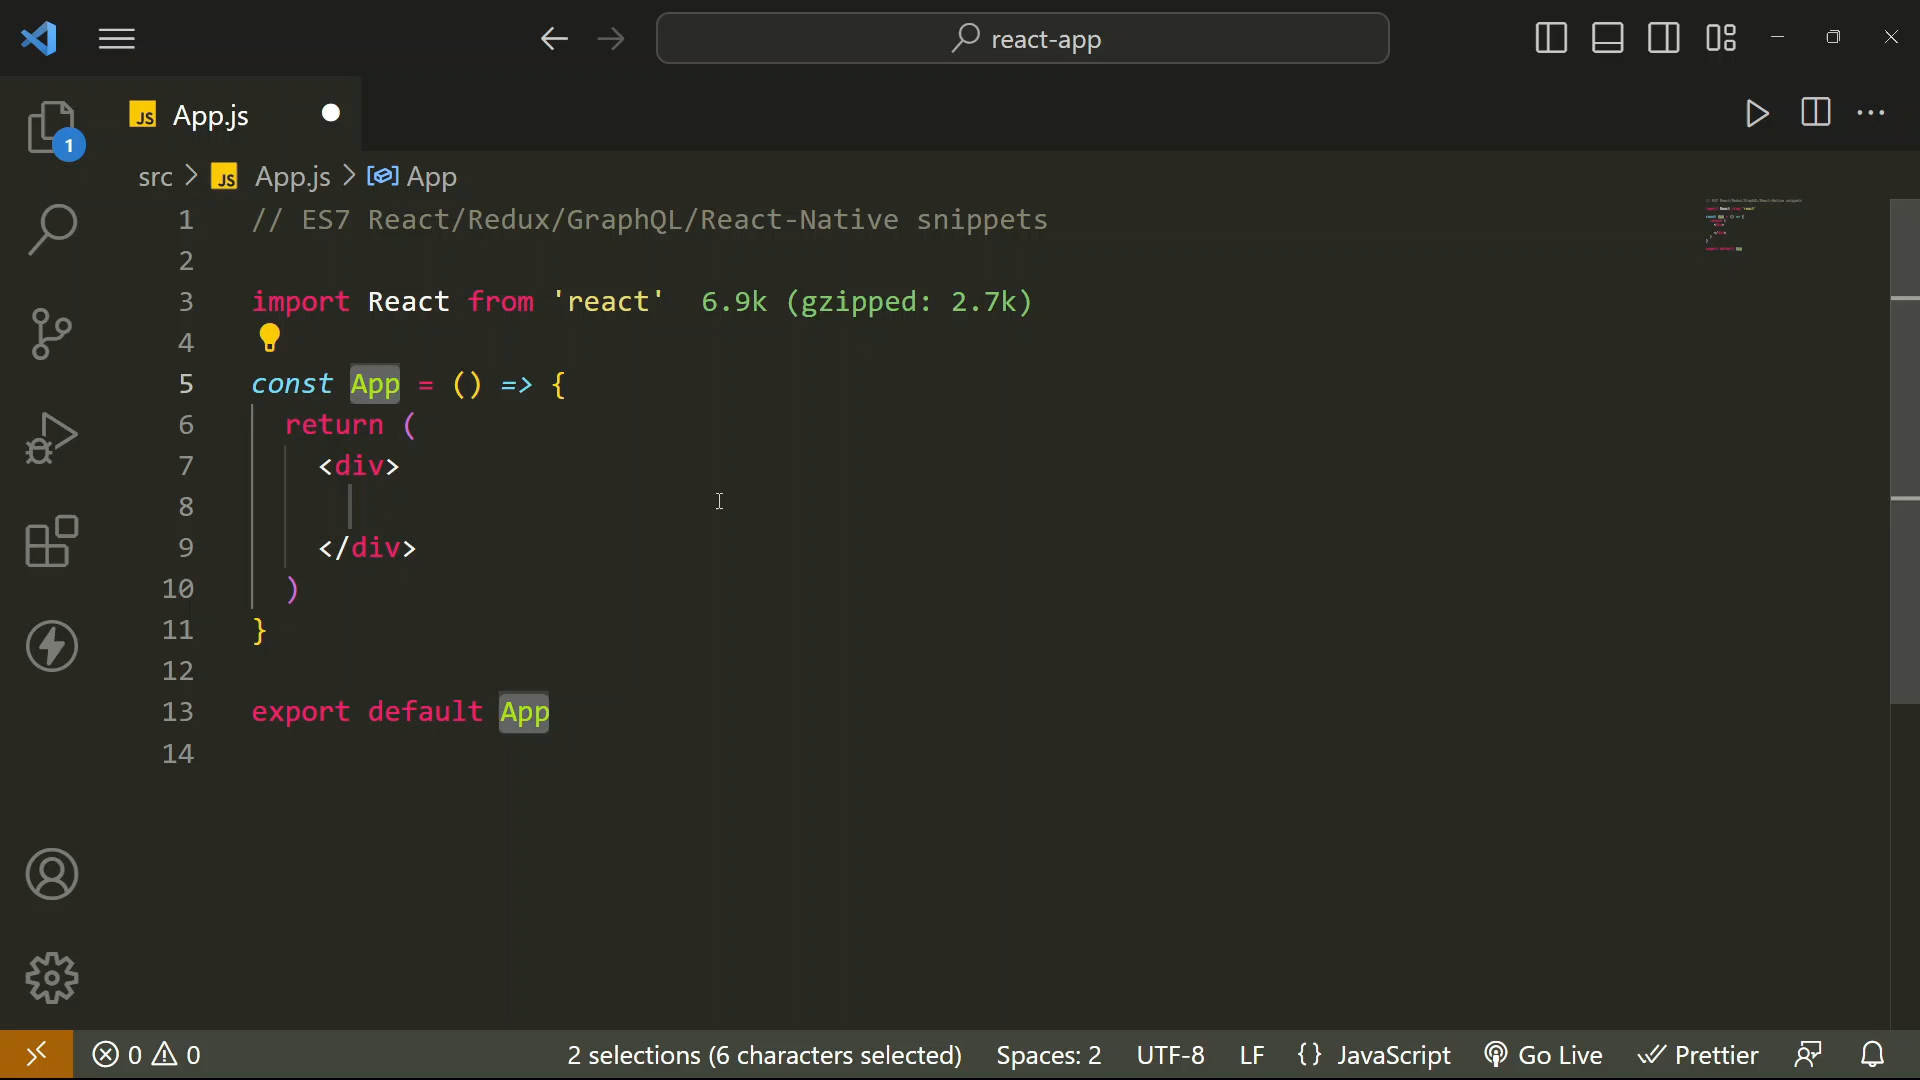 react-app
JS App.js
1
src > JS App.js > App
1 // ES7 React/Redux/GraphQL/React-Native snippets
2
3 import React from 'react' 6.9k (gzipped: 2.7k)
4
5 const App = () => {
6 return (
7 <div>
8
9 </div>
10 )
11 }
12
13 export default App
14
0 0 2 selections (6 characters selected) Spaces: 2 UTF-8 LF {} JavaScript Go Live Prettier